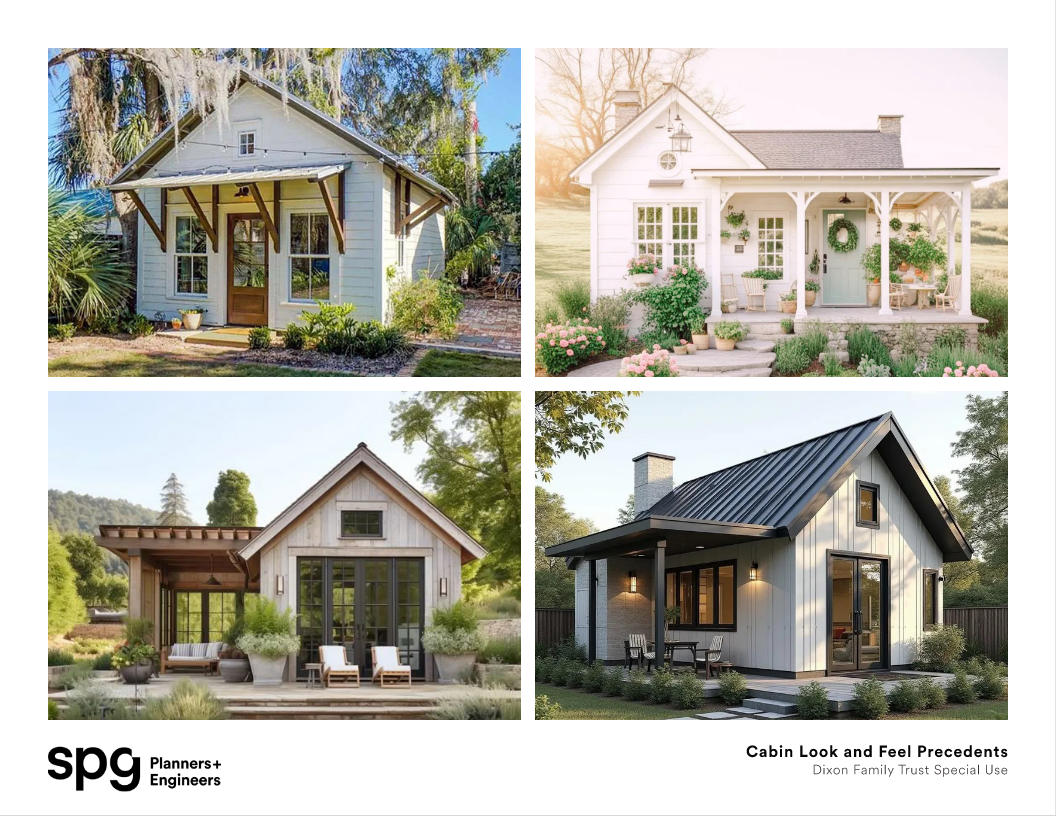 spg Planners+
Engineers
Cabin Look and Feel Precedents
Dixon Family Trust Special Use